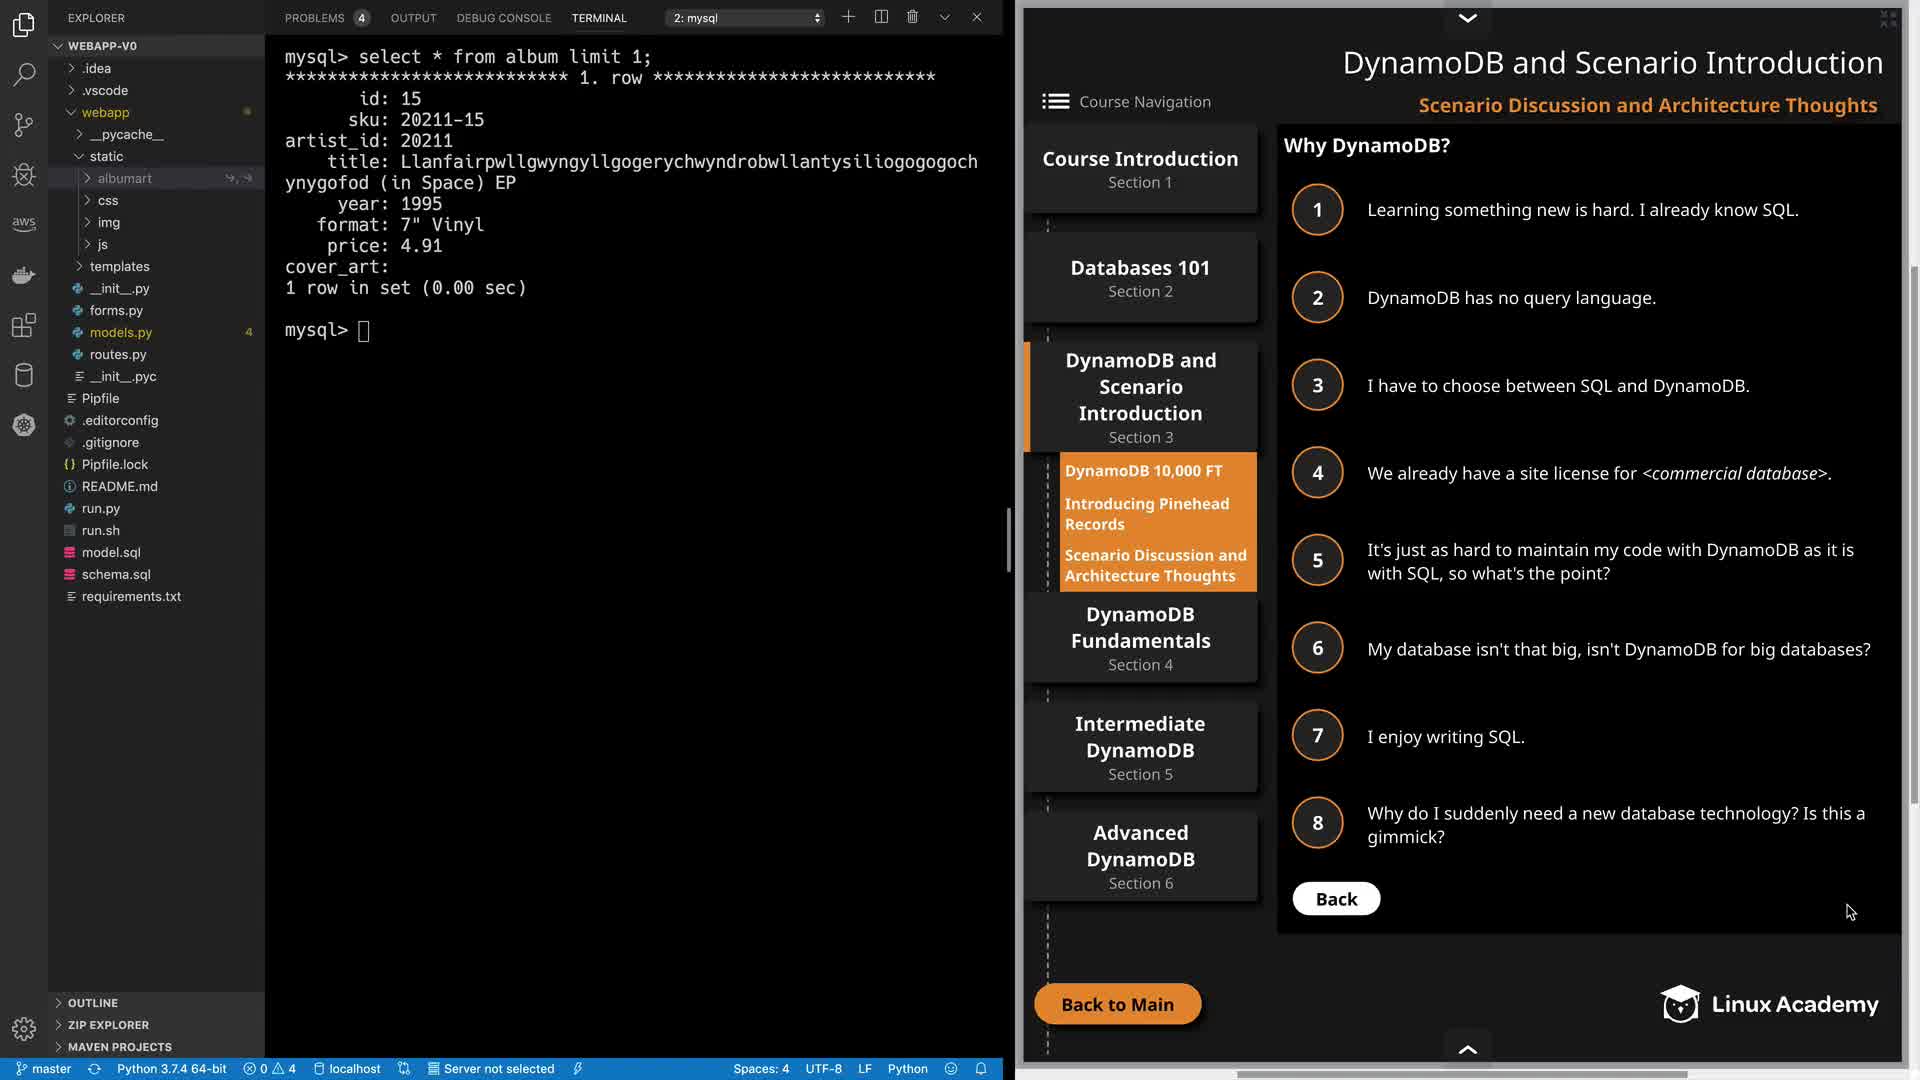 EXPLORER
WEBAPP-V0
.idea
.vscode
webapp
__pycache__
static
albumart
css
img
js
templates
__init__.py
forms.py
models.py 4
routes.py
__init__.pyc
Pipfile
.editorconfig
.gitignore
Pipfile.lock
README.md
run.py
run.sh
model.sql
schema.sql
requirements.txt
OUTLINE
ZIP EXPLORER
MAVEN PROJECTS
aws
PROBLEMS 4 OUTPUT DEBUG CONSOLE TERMINAL 2: mysql
mysql> select * from album limit 1;
*************************** 1. row ***************************
id: 15
sku: 20211-15
artist_id: 20211
title: Llanfairpwllgwyngyllgogerychwyndrobwllantysiliogogogoch
ynygofod (in Space) EP
year: 1995
format: 7" Vinyl
price: 4.91
cover_art:
1 row in set (0.00 sec)
mysql>
master Python 3.7.4 64-bit 0 4 localhost Server not selected Spaces: 4 UTF-8 LF Python
DynamoDB and Scenario Introduction
Scenario Discussion and Architecture Thoughts
Course Navigation
Course Introduction
Section 1
Databases 101
Section 2
DynamoDB and
Scenario
Introduction
Section 3
DynamoDB 10,000 FT
Introducing Pinehead
Records
Scenario Discussion and
Architecture Thoughts
DynamoDB
Fundamentals
Section 4
Intermediate
DynamoDB
Section 5
Advanced
DynamoDB
Section 6
Back to Main
Why DynamoDB?
1 Learning something new is hard. I already know SQL.
2 DynamoDB has no query language.
3 I have to choose between SQL and DynamoDB.
4 We already have a site license for <commercial database>.
5 It's just as hard to maintain my code with DynamoDB as it is
with SQL, so what's the point?
6 My database isn't that big, isn't DynamoDB for big databases?
7 I enjoy writing SQL.
8 Why do I suddenly need a new database technology? Is this a
gimmick?
Back
Linux Academy